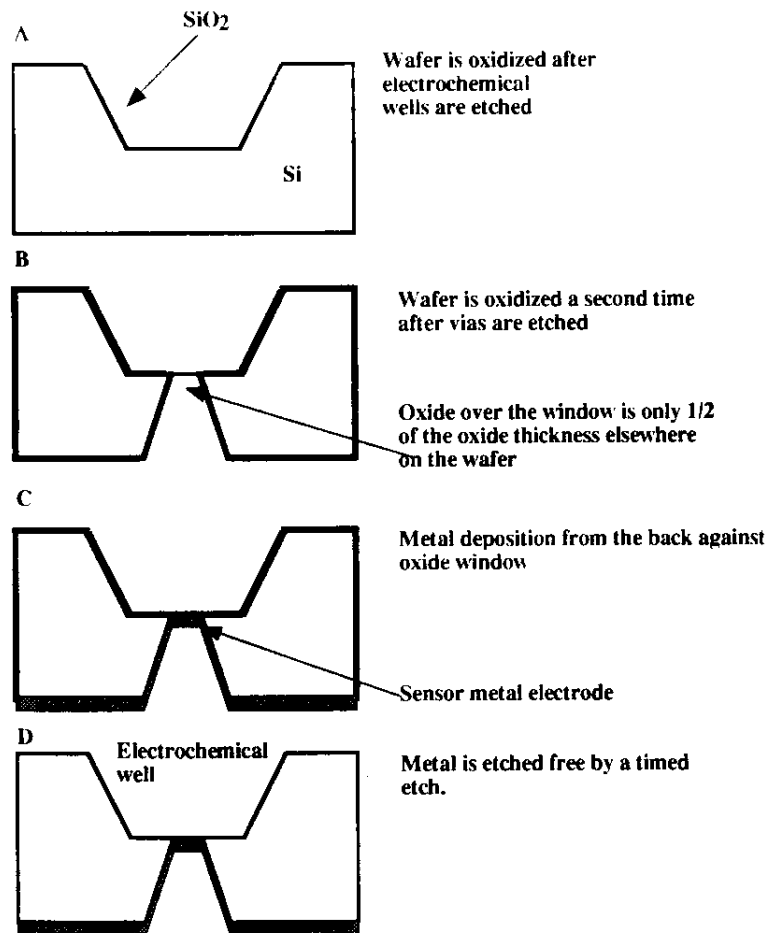 A
SiO2
Wafer is oxidized after
electrochemical
wells are etched
Si
B
Wafer is oxidized a second time
after vias are etched
Oxide over the window is only 1/2
of the oxide thickness elsewhere
on the wafer
C
Metal deposition from the back against
oxide window
Sensor metal electrode
D
Electrochemical
well
Metal is etched free by a timed
etch.